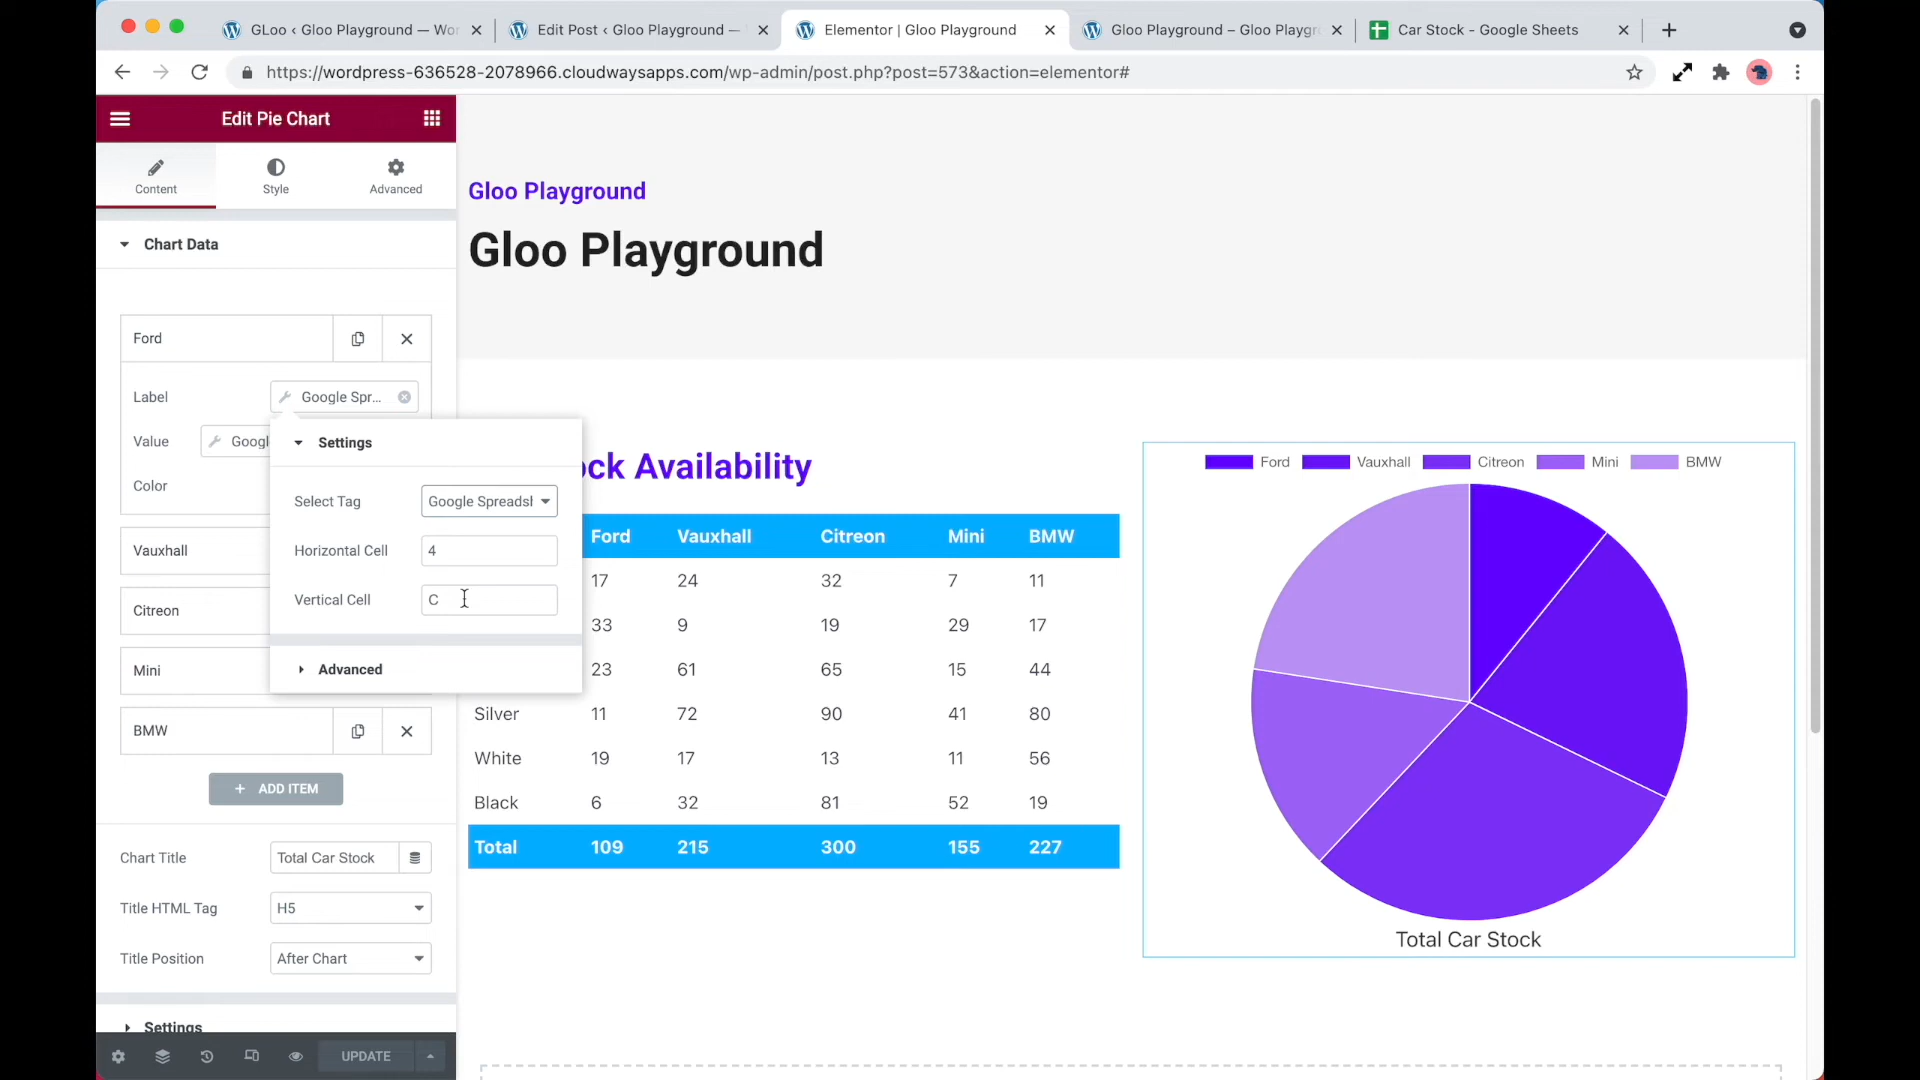 GLoo ‹ Gloo Playground — Wor
Edit Post ‹ Gloo Playground —
Elementor | Gloo Playground
Gloo Playground – Gloo Playgr
Car Stock - Google Sheets
https://wordpress-636528-2078966.cloudwaysapps.com/wp-admin/post.php?post=573&action=elementor#
Edit Pie Chart
Content
Style
Advanced
Chart Data
Ford
Label
Google Spr...
Value
Googl
Color
Settings
Select Tag
Google Spreadsl
Horizontal Cell
4
Vertical Cell
C
Advanced
Vauxhall
Citreon
Mini
BMW
+ ADD ITEM
Chart Title
Total Car Stock
Title HTML Tag
H5
Title Position
After Chart
Settings
UPDATE
Gloo Playground
Gloo Playground
ock Availability
Ford Vauxhall Citreon Mini BMW
17 24 32 7 11
33 9 19 29 17
23 61 65 15 44
Silver 11 72 90 41 80
White 19 17 13 11 56
Black 6 32 81 52 19
Total 109 215 300 155 227
Ford Vauxhall Citreon Mini BMW
Total Car Stock